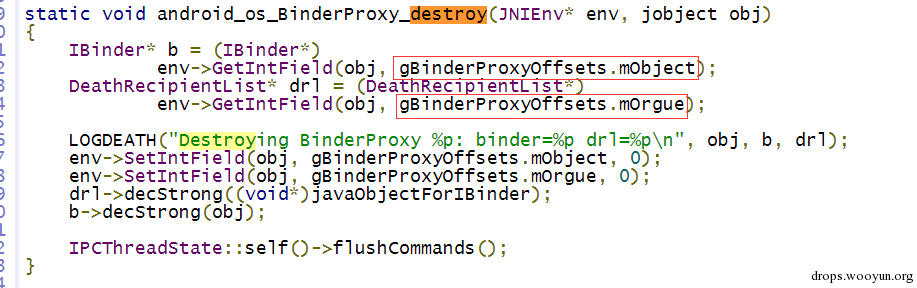 static void android_os_BinderProxy_destroy(JNIEnv* env, jobject obj)
{
IBinder* b = (IBinder*)
env->GetIntField(obj, gBinderProxyOffsets.mObject);
DeathRecipientList* drl = (DeathRecipientList*)
env->GetIntField(obj, gBinderProxyOffsets.mOrgue);
LOGDEATH("Destroying BinderProxy %p: binder=%p drl=%p\n", obj, b, drl);
env->SetIntField(obj, gBinderProxyOffsets.mObject, 0);
env->SetIntField(obj, gBinderProxyOffsets.mOrgue, 0);
drl->decStrong((void*)javaObjectForIBinder);
b->decStrong(obj);
IPCThreadState::self()->flushCommands();
}
drops.wooyun.org